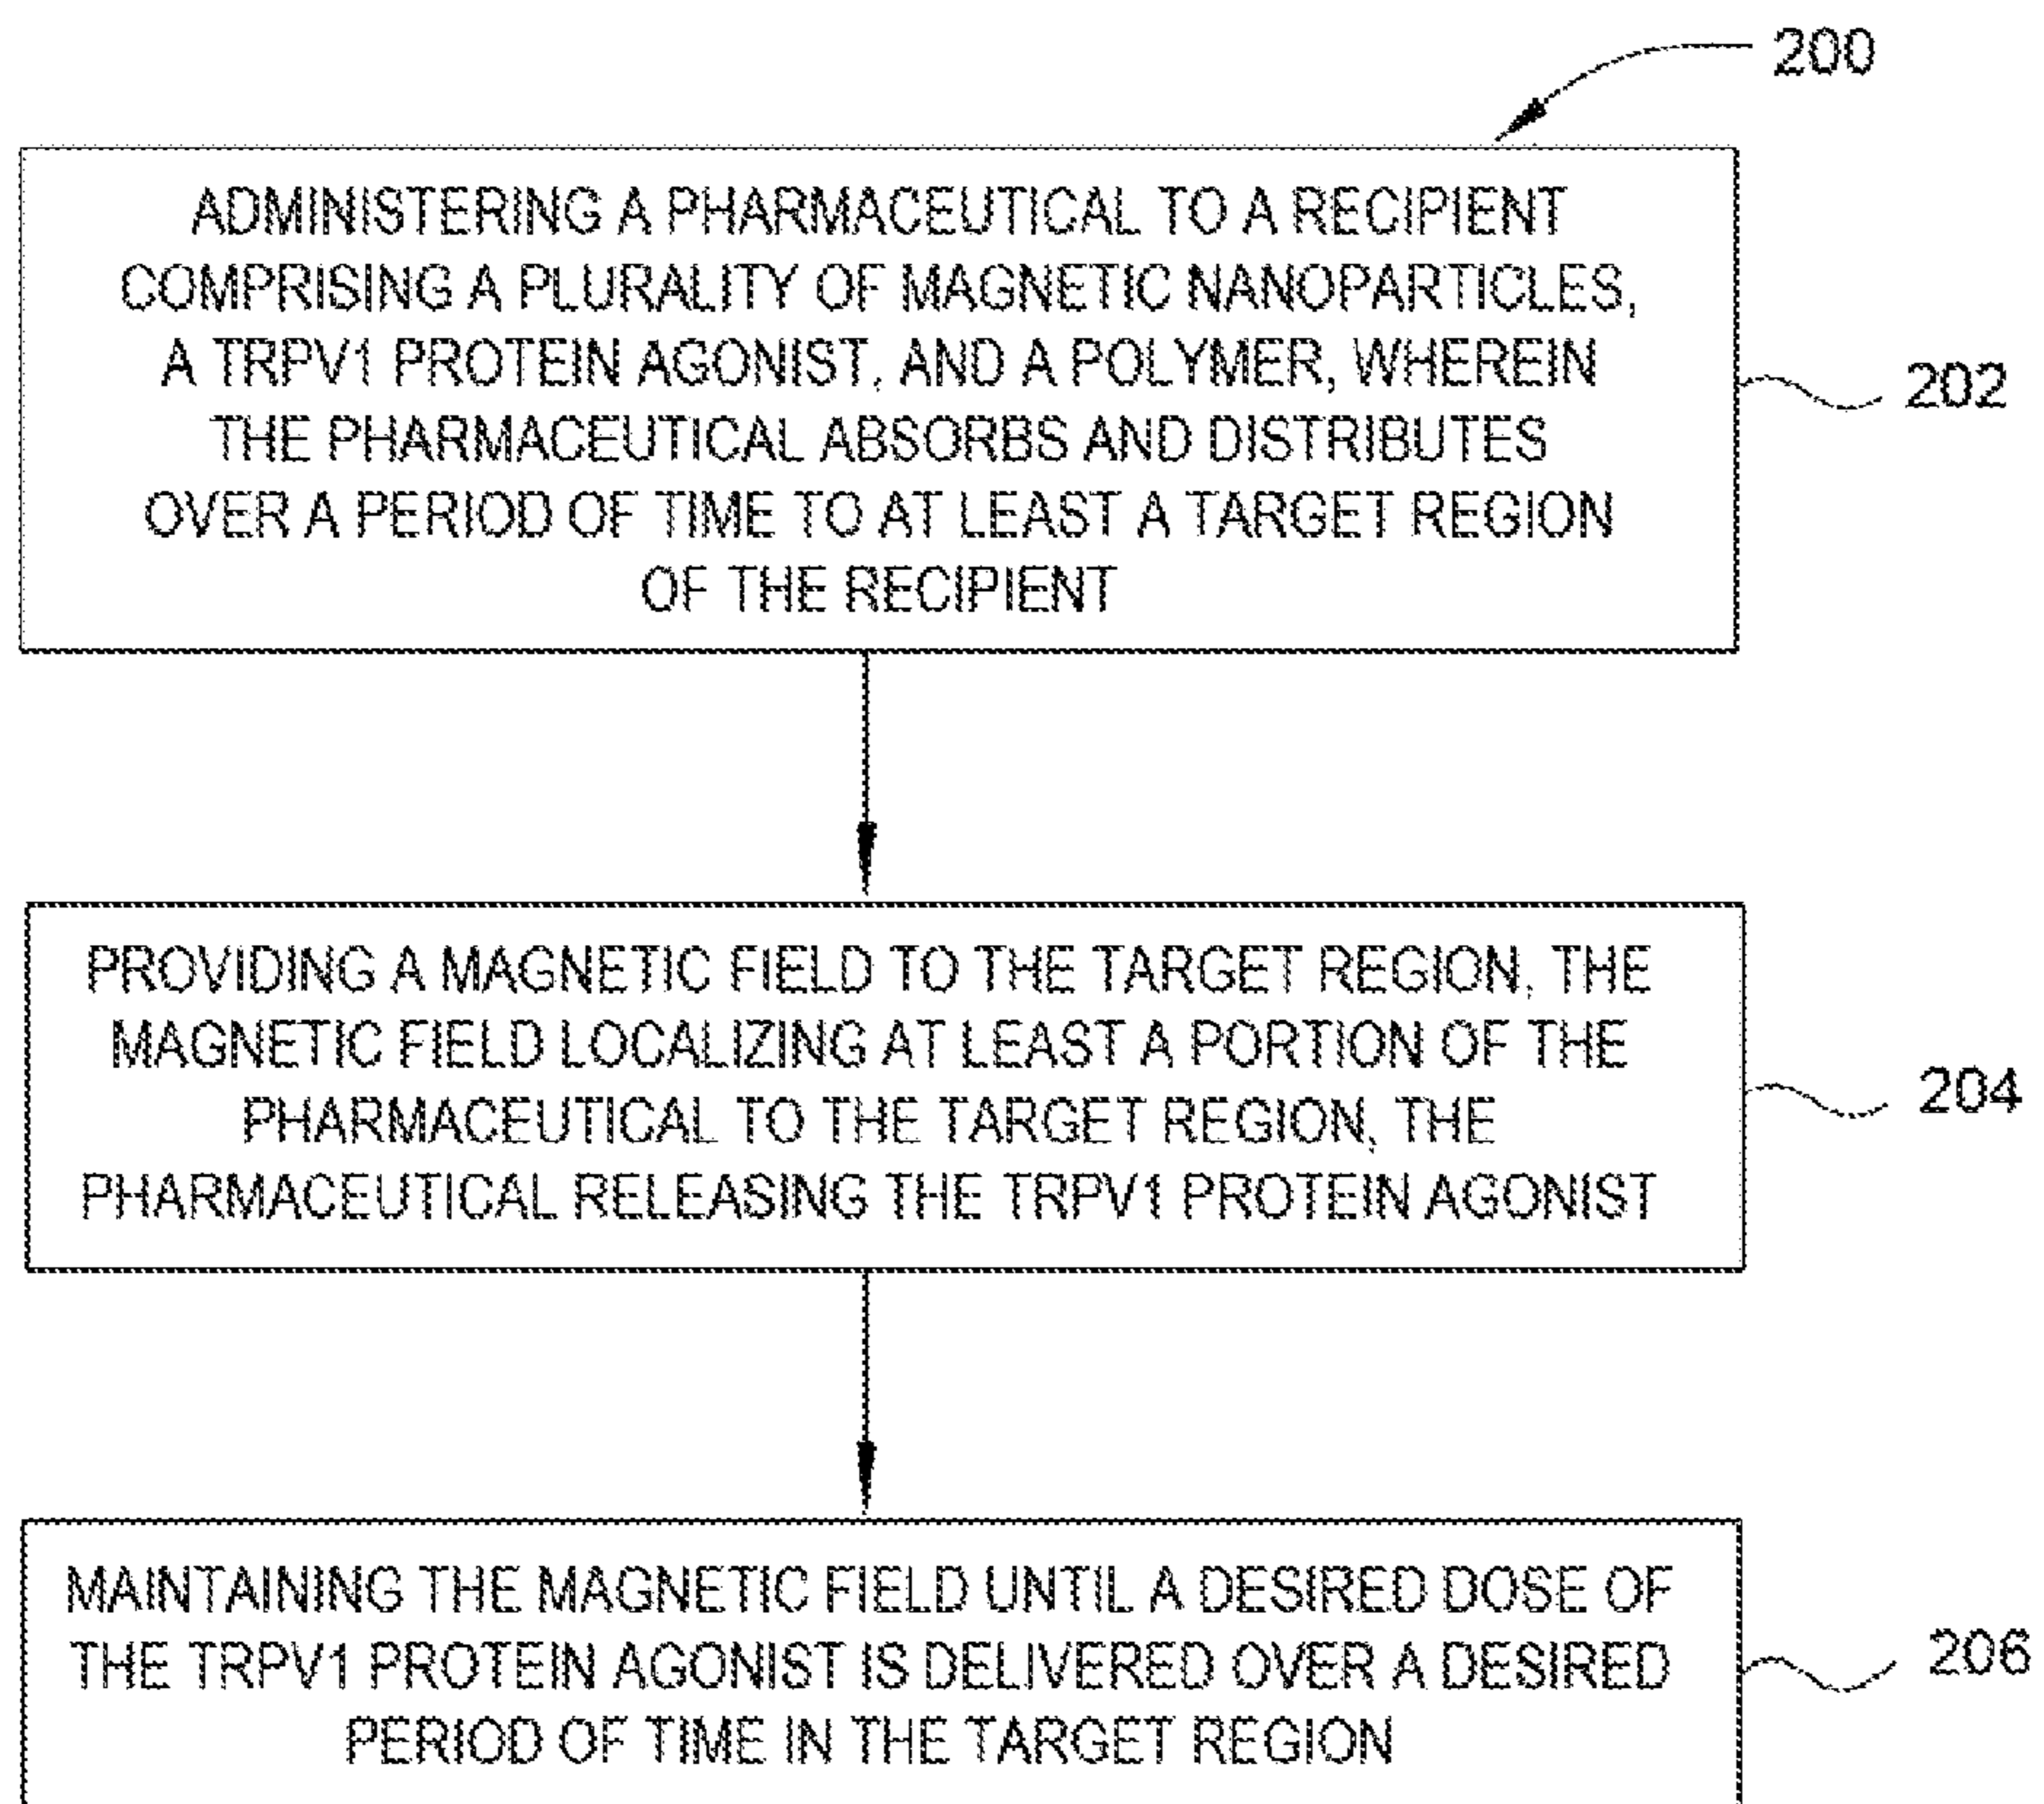 200
ADMINISTERING A PHARMACEUTICAL TO A RECIPIENT
COMPRISING A PLURALITY OF MAGNETIC NANOPARTICLES,
A TRPV1 PROTEIN AGONIST, AND A POLYMER, WHEREIN
THE PHARMACEUTICAL ABSORBS AND DISTRIBUTES
OVER A PERIOD OF TIME TO AT LEAST A TARGET REGION
OF THE RECIPIENT
202
PROVIDING A MAGNETIC FIELD TO THE TARGET REGION, THE
MAGNETIC FIELD LOCALIZING AT LEAST A PORTION OF THE
PHARMACEUTICAL TO THE TARGET REGION, THE
PHARMACEUTICAL RELEASING THE TRPV1 PROTEIN AGONIST
204
MAINTAINING THE MAGNETIC FIELD UNTIL A DESIRED DOSE OF
THE TRPV1 PROTEIN AGONIST IS DELIVERED OVER A DESIRED
PERIOD OF TIME IN THE TARGET REGION
206